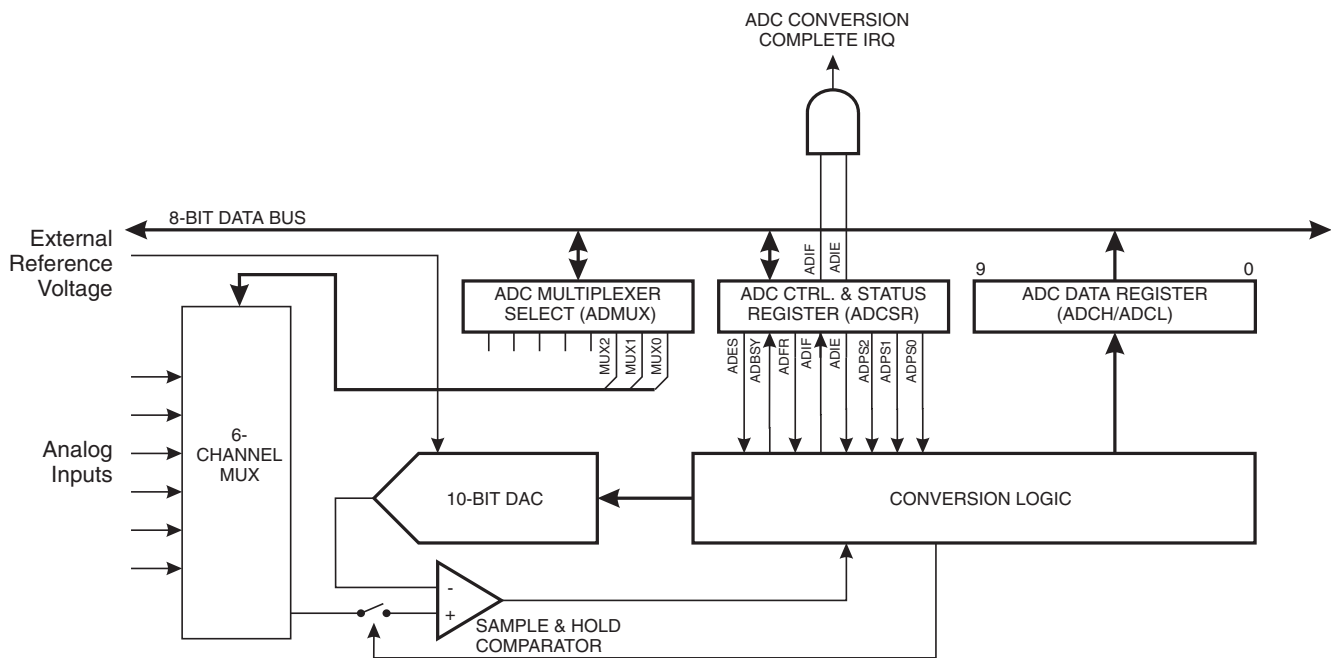 ADC CONVERSION
COMPLETE IRQ
8-BIT DATA BUS
External
Reference
Voltage
ADIF
ADIE
9
0
ADC MULTIPLEXER
SELECT (ADMUX)
ADC CTRL. & STATUS
REGISTER (ADCSR)
ADC DATA REGISTER
(ADCH/ADCL)
MUX2
MUX1
MUX0
ADES
ADBSY
ADFR
ADIF
ADIE
ADPS2
ADPS1
ADPS0
Analog
Inputs
6-
CHANNEL
MUX
10-BIT DAC
CONVERSION LOGIC
-
+
SAMPLE & HOLD
COMPARATOR